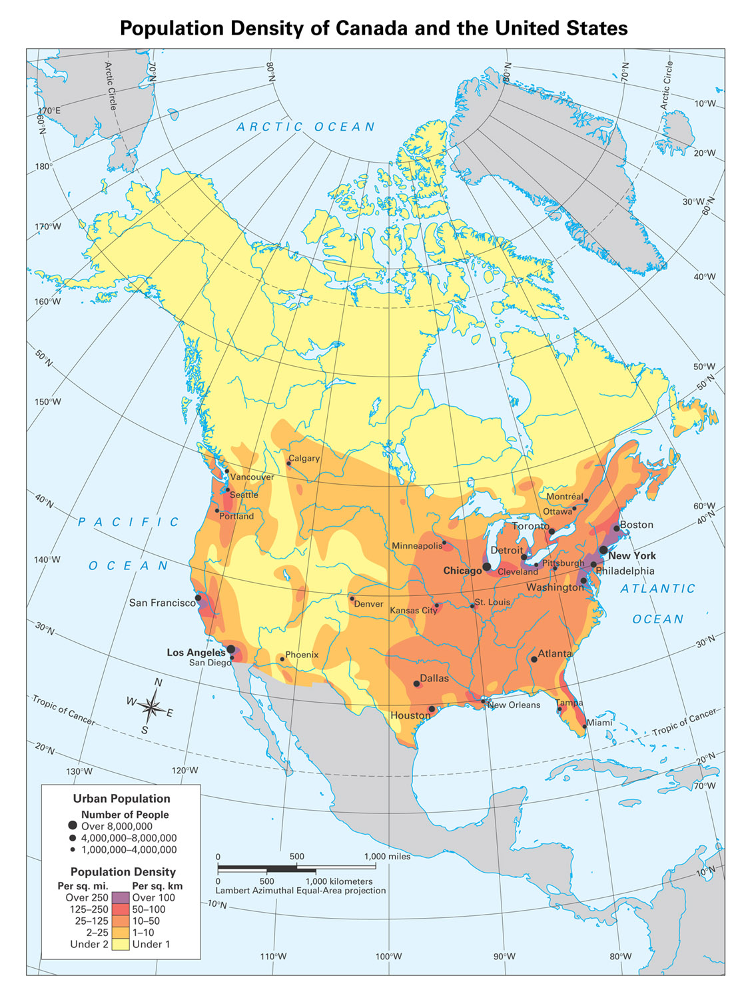 Population Density of Canada and the United States
70°N
80°N
80°N
70°N
Arctic Circle
Arctic Circle
10°W
170°E
60°N
ARCTIC OCEAN
20°W
180°
30°W
60°N
170°W
40°W
160°W
50°N
50°W
50°N
150°W
Calgary
Vancouver
Seattle
Portland
Montréal
Ottawa
Toronto
40°N
60°W
40°N
PACIFIC
OCEAN
Boston
Minneapolis
Detroit
New York
140°W
Chicago
Cleveland
Pittsburgh
Philadelphia
Washington
ATLANTIC
OCEAN
San Francisco
Denver
Kansas City
St. Louis
30°N
30°N
Los Angeles
San Diego
Phoenix
Atlanta
Dallas
N
W
E
S
Houston
New Orleans
Tampa
Miami
Tropic of Cancer
Tropic of Cancer
20°N
20°N
130°W
120°W
70°W
Urban Population
Number of People
Over 8,000,000
4,000,000–8,000,000
1,000,000–4,000,000
Population Density
Per sq. mi.
Per sq. km
Over 250
Over 100
125–250
50–100
25–125
10–50
2–25
1–10
Under 2
Under 1
0
500
1,000 miles
0
500
1,000 kilometers
Lambert Azimuthal Equal-Area projection
10°N
10°N
110°W
100°W
90°W
80°W